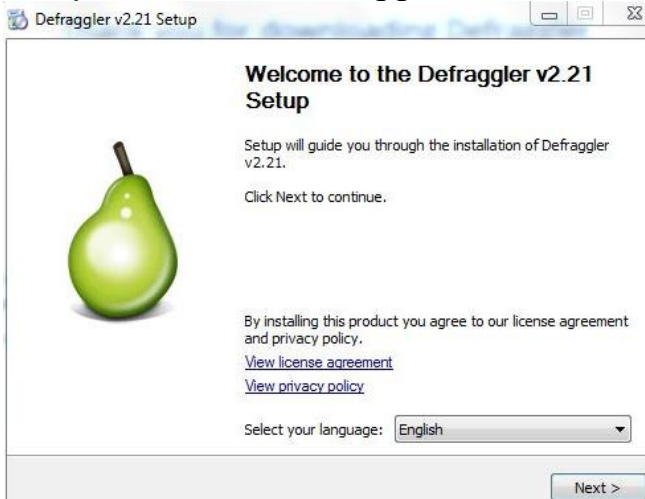 Defraggler v2.21 Setup
Welcome to the Defraggler v2.21
Setup
Setup will guide you through the installation of Defraggler
v2.21.
Click Next to continue.
By installing this product you agree to our license agreement
and privacy policy.
View license agreement
View privacy policy
Select your language: English
Next >